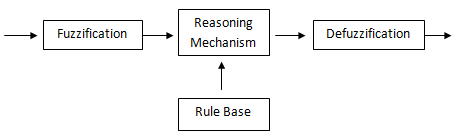 Fuzzification
Reasoning
Mechanism
Defuzzification
Rule Base